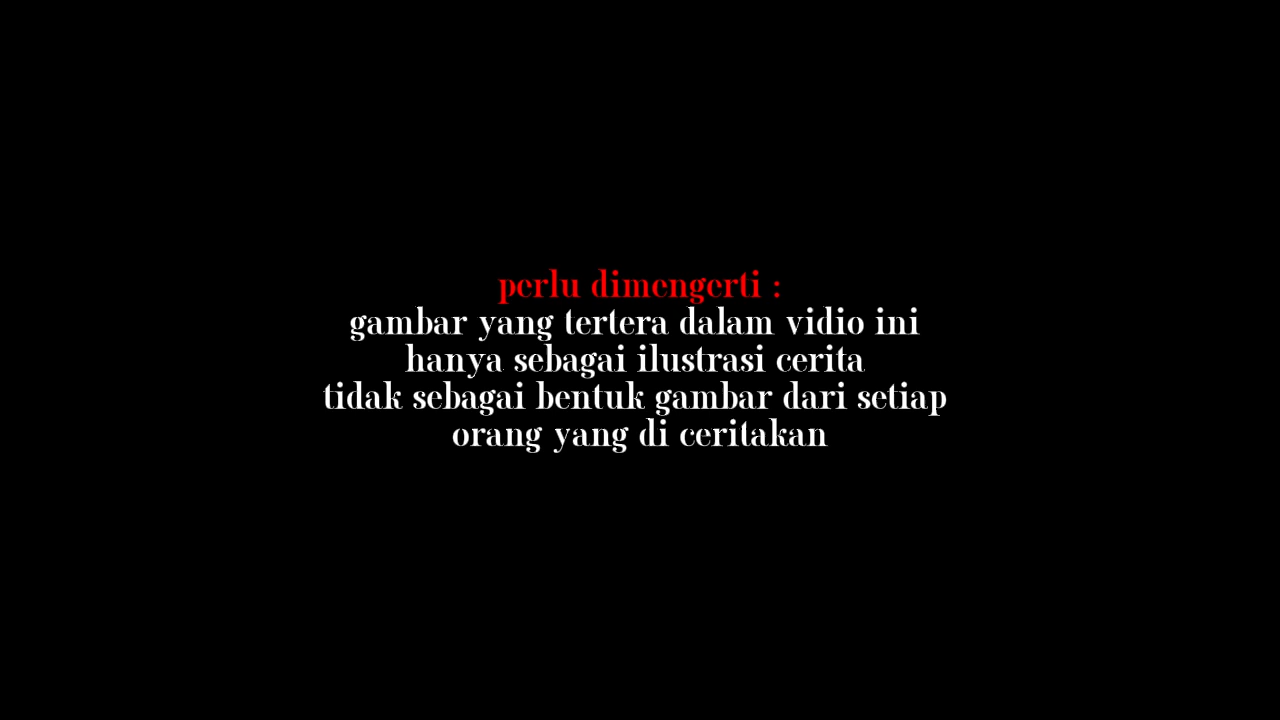 perlu dimengerti :
gambar yang tertera dalam vidio ini
hanya sebagai ilustrasi cerita
tidak sebagai bentuk gambar dari setiap
orang yang di ceritakan